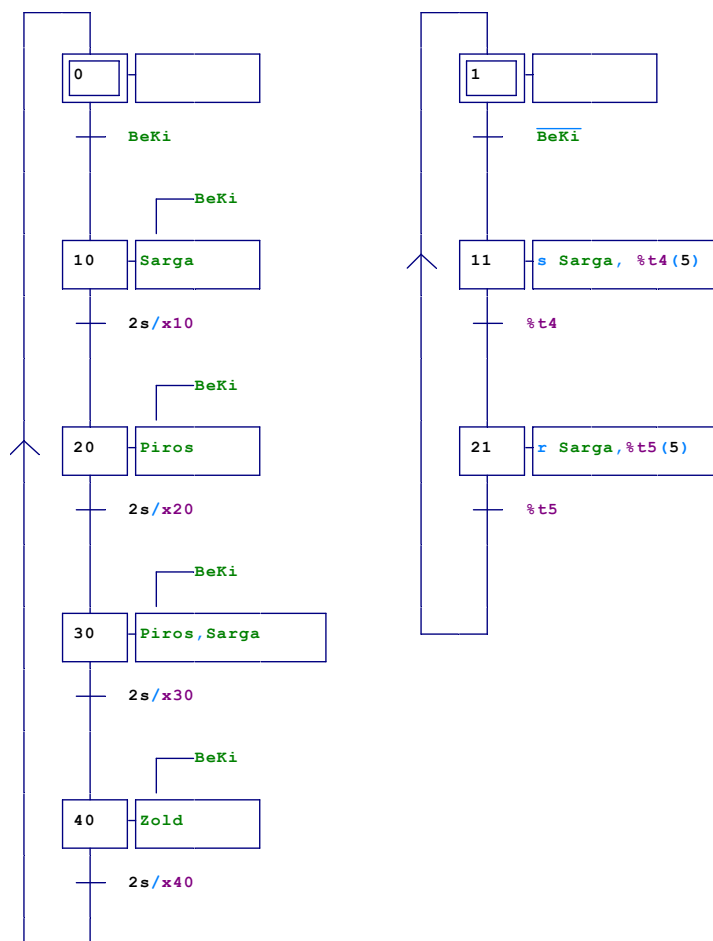 0
BeKi
BeKi
10
Sarga
2s/x10
BeKi
20
Piros
2s/x20
BeKi
30
Piros,Sarga
2s/x30
BeKi
40
Zold
2s/x40
1
B̅e̅K̅i̅
11
s Sarga, %t4(5)
%t4
21
r Sarga,%t5(5)
%t5